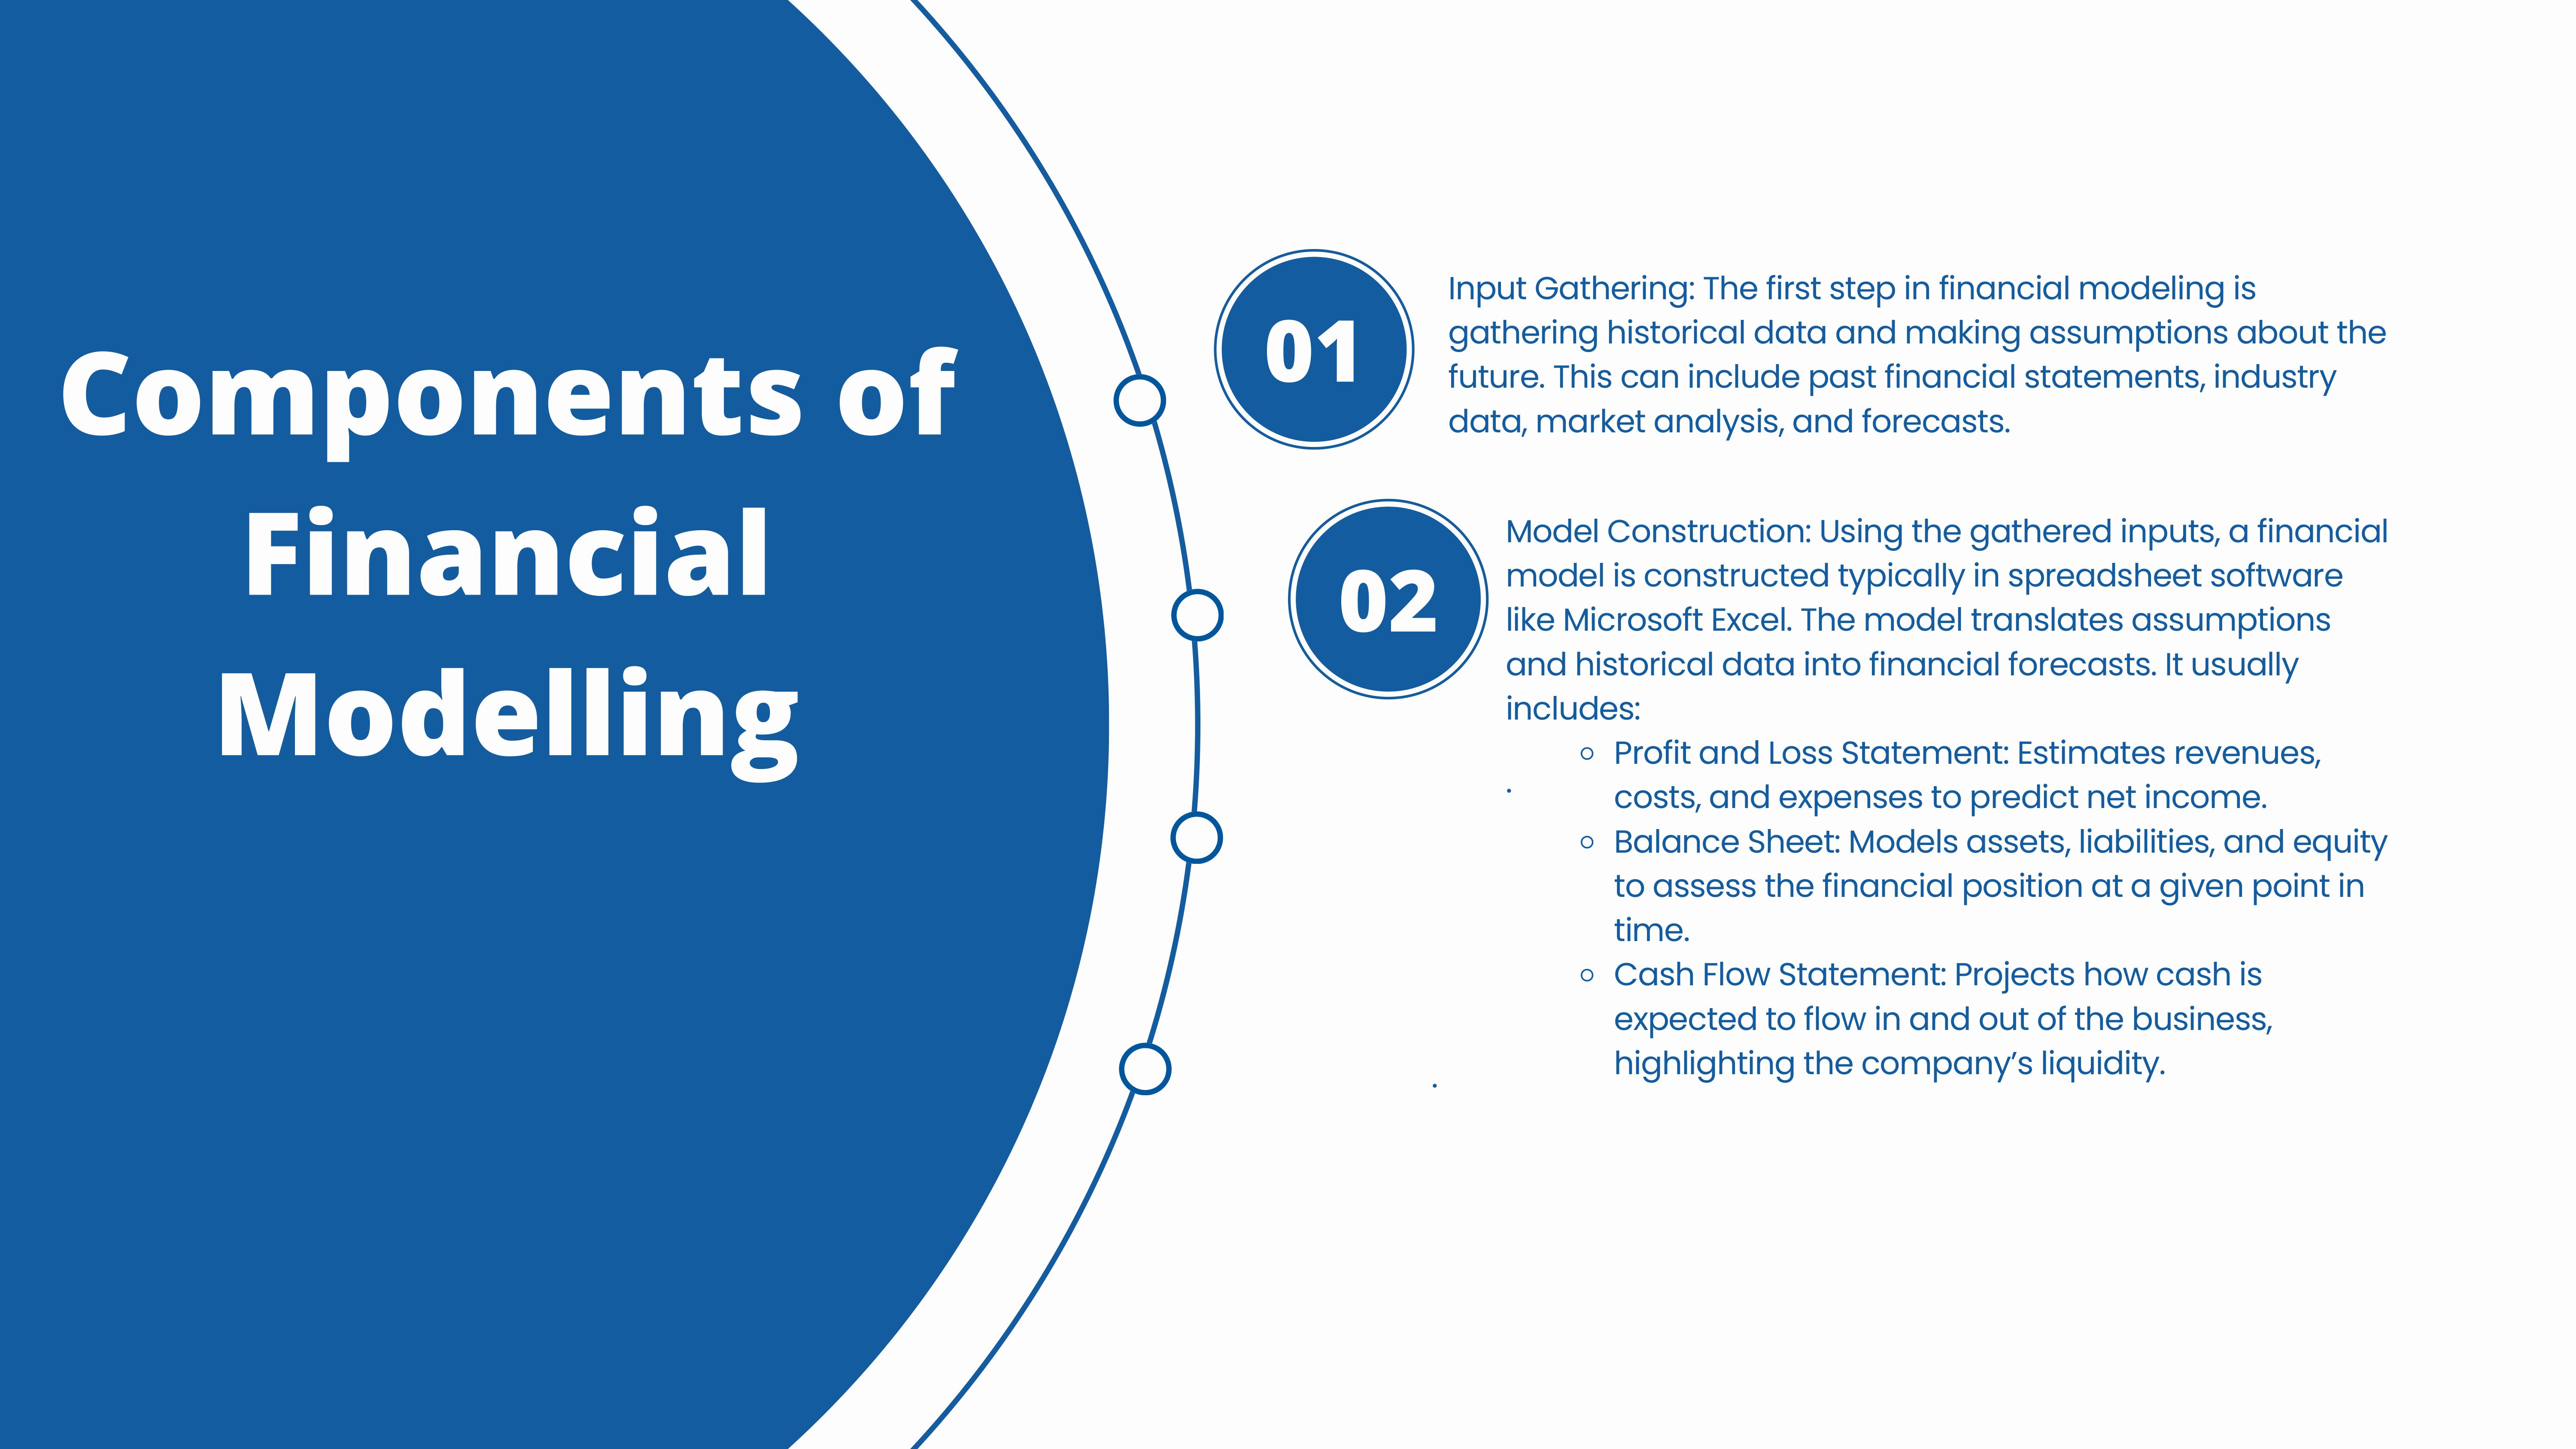 Components of
Financial
Modelling
01
Input Gathering: The first step in financial modeling is
gathering historical data and making assumptions about the
future. This can include past financial statements, industry
data, market analysis, and forecasts.
02
Model Construction: Using the gathered inputs, a financial
model is constructed typically in spreadsheet software
like Microsoft Excel. The model translates assumptions
and historical data into financial forecasts. It usually
includes:
◦ Profit and Loss Statement: Estimates revenues,
costs, and expenses to predict net income.
.
◦ Balance Sheet: Models assets, liabilities, and equity
to assess the financial position at a given point in
time.
◦ Cash Flow Statement: Projects how cash is
expected to flow in and out of the business,
highlighting the company’s liquidity.
.